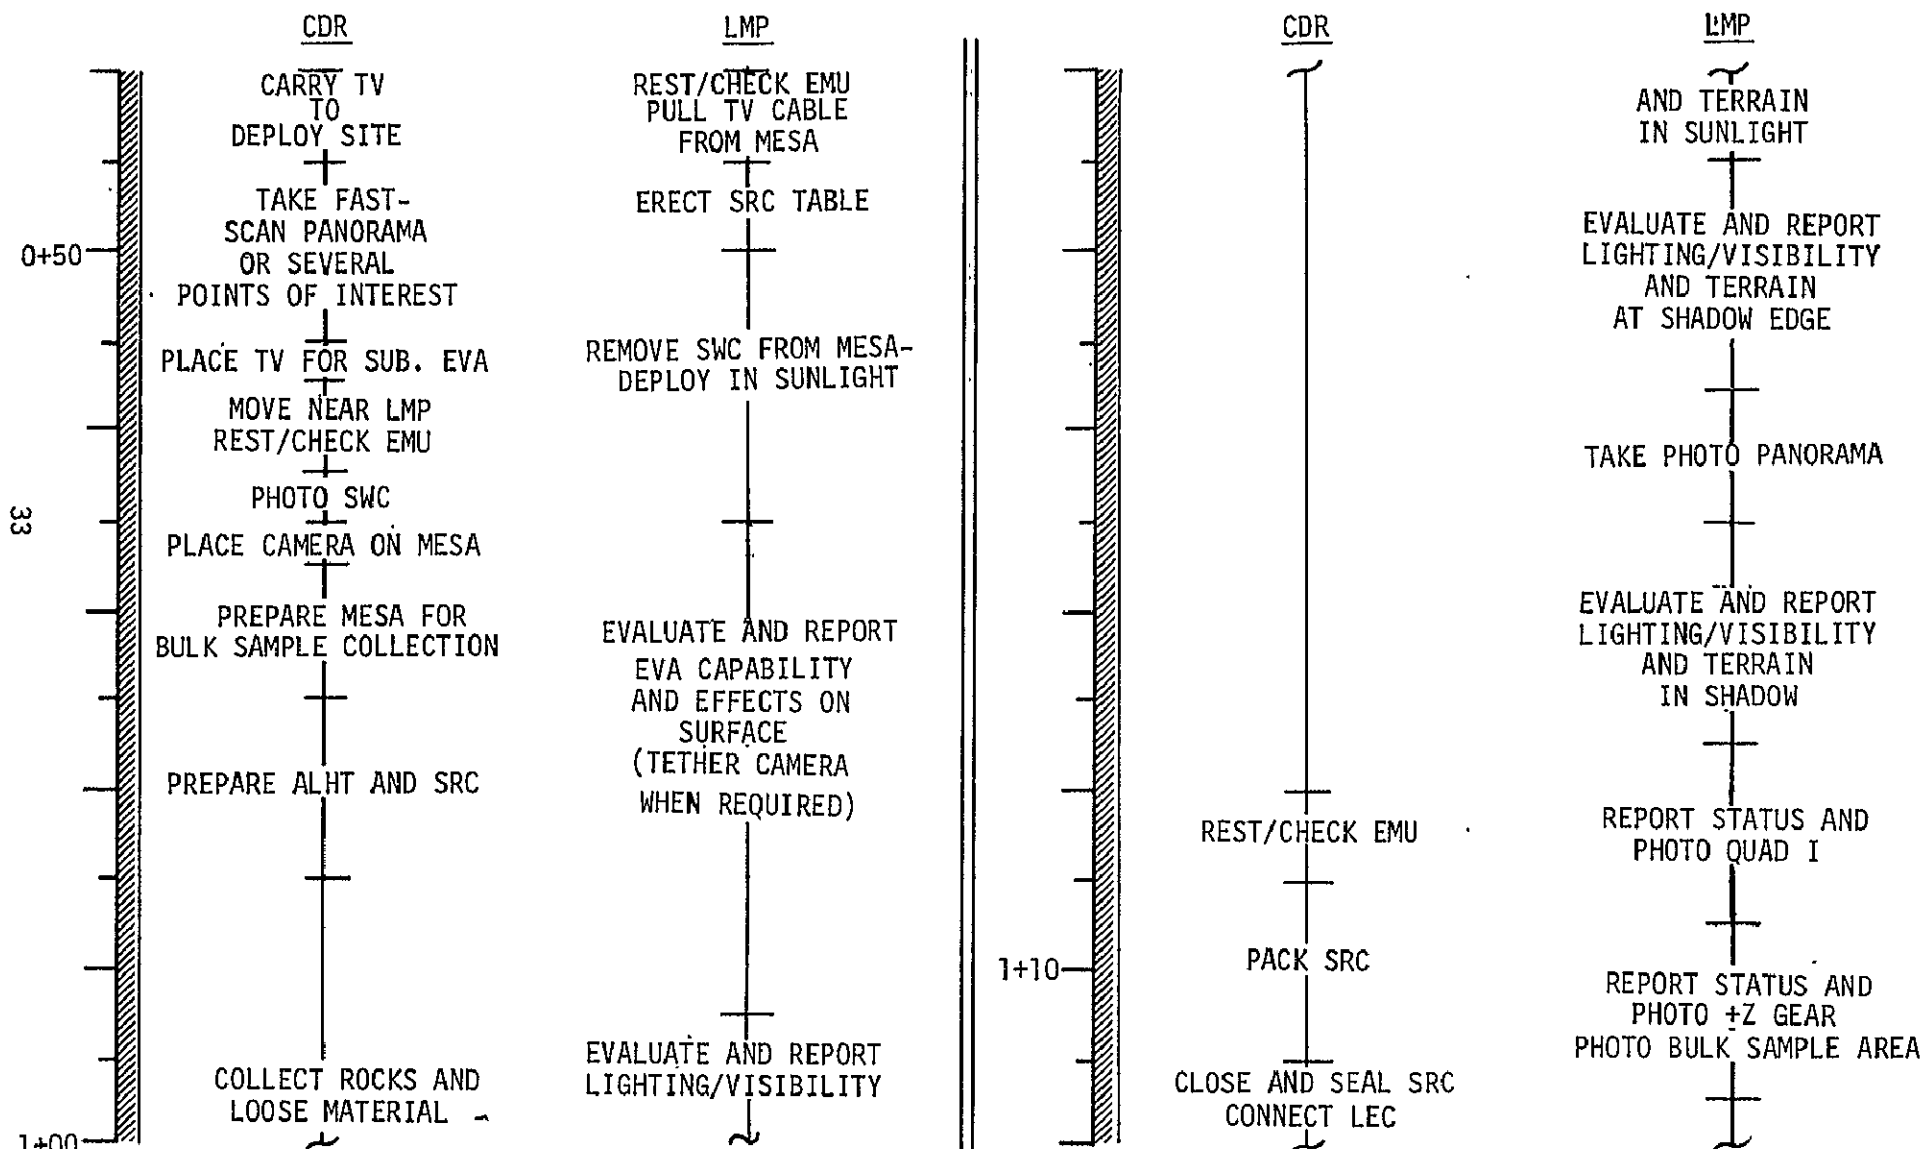 CDR
CARRY TV
TO
DEPLOY SITE
TAKE FAST-
SCAN PANORAMA
OR SEVERAL
POINTS OF INTEREST
PLACE TV FOR SUB. EVA
MOVE NEAR LMP
REST/CHECK EMU
PHOTO SWC
PLACE CAMERA ON MESA
PREPARE MESA FOR
BULK SAMPLE COLLECTION
PREPARE ALHT AND SRC
COLLECT ROCKS AND
LOOSE MATERIAL
0+50
1+00
33
LMP
REST/CHECK EMU
PULL TV CABLE
FROM MESA
ERECT SRC TABLE
REMOVE SWC FROM MESA-
DEPLOY IN SUNLIGHT
EVALUATE AND REPORT
EVA CAPABILITY
AND EFFECTS ON
SURFACE
(TETHER CAMERA
WHEN REQUIRED)
EVALUATE AND REPORT
LIGHTING/VISIBILITY
CDR
REST/CHECK EMU
PACK SRC
CLOSE AND SEAL SRC
CONNECT LEC
1+10
LMP
AND TERRAIN
IN SUNLIGHT
EVALUATE AND REPORT
LIGHTING/VISIBILITY
AND TERRAIN
AT SHADOW EDGE
TAKE PHOTO PANORAMA
EVALUATE AND REPORT
LIGHTING/VISIBILITY
AND TERRAIN
IN SHADOW
REPORT STATUS AND
PHOTO QUAD I
REPORT STATUS AND
PHOTO +Z GEAR
PHOTO BULK SAMPLE AREA